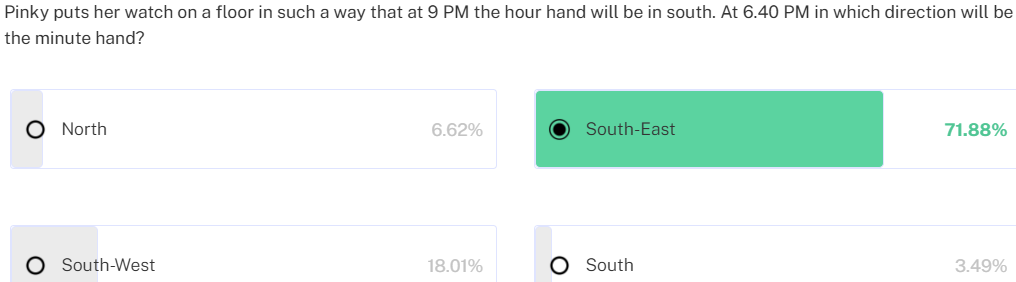 Pinky puts her watch on a floor in such a way that at 9 PM the hour hand will be in south. At 6.40 PM in which direction will be
the minute hand?
North 6.62%
South-East 71.88%
South-West 18.01%
South 3.49%